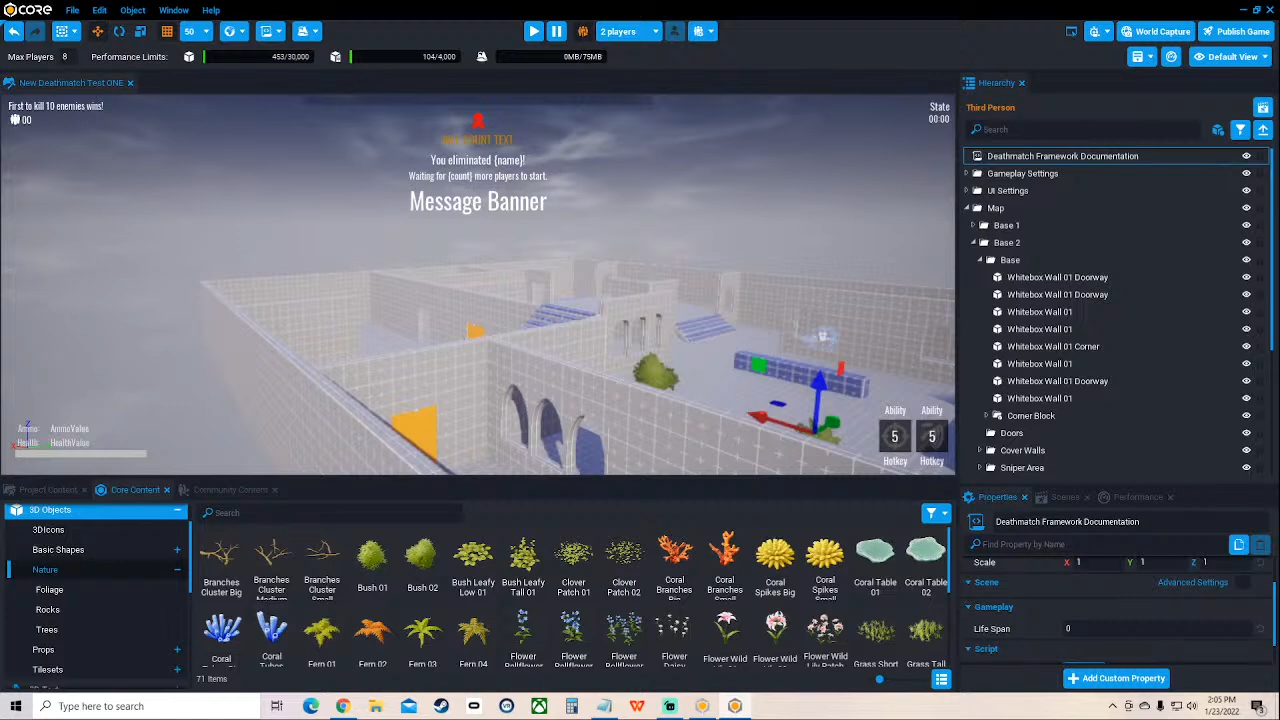 CORE File Edit Object Window Help
50 2 players World Capture Publish Game
Max Players 8 Performance Limits: 453/30,000 104/4,000 0MB/75MB Default View
New Deathmatch Test ONE
First to kill 10 enemies wins!
00
State
00:00
You eliminated {name}!
Waiting for {count} more players to start.
Message Banner
Ammo: AmmoValue
Health: HealthValue
Ability Ability
5 5
Hotkey Hotkey
Hierarchy
Third Person
Search
Deathmatch Framework Documentation
Gameplay Settings
UI Settings
Map
Base 1
Base 2
Base
Whitebox Wall 01 Doorway
Whitebox Wall 01 Doorway
Whitebox Wall 01
Whitebox Wall 01
Whitebox Wall 01 Corner
Whitebox Wall 01
Whitebox Wall 01 Doorway
Whitebox Wall 01
Corner Block
Doors
Cover Walls
Sniper Area
Project Content Core Content Community Content
3D Objects
3DIcons
Basic Shapes
Nature
Foliage
Rocks
Trees
Props
Tilesets
Search
Branches Cluster Big
Branches Cluster Medium
Branches Cluster Small
Bush 01
Bush 02
Bush Leafy Low 01
Bush Leafy Tall 01
Clover Patch 01
Clover Patch 02
Coral Branches Big
Coral Branches Small
Coral Spikes Big
Coral Spikes Small
Coral Table 01
Coral Table 02
Coral
Coral
Fern 01
Fern 02
Fern 03
Fern 04
Flower
Flower
Flower
Flower Daisy
Flower Wild
Flower Wild
Flower Wild
Grass Short
Grass Tall
71 Items
Properties Scenes Performance
Deathmatch Framework Documentation
Find Property by Name
Scale X 1 Y 1 Z 1
Scene Advanced Settings
Gameplay
Life Span 0
Script
Add Custom Property
Type here to search
2:05 PM
1/23/2022